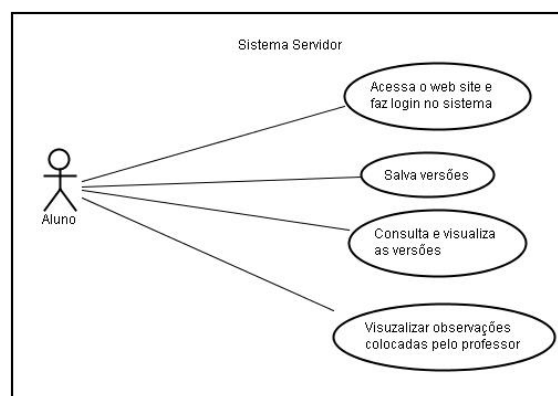 Sistema Servidor
Acessa o web site e
faz login no sistema
Salva versões
Aluno
Consulta e visualiza
as versões
Visuzalizar observações
colocadas pelo professor